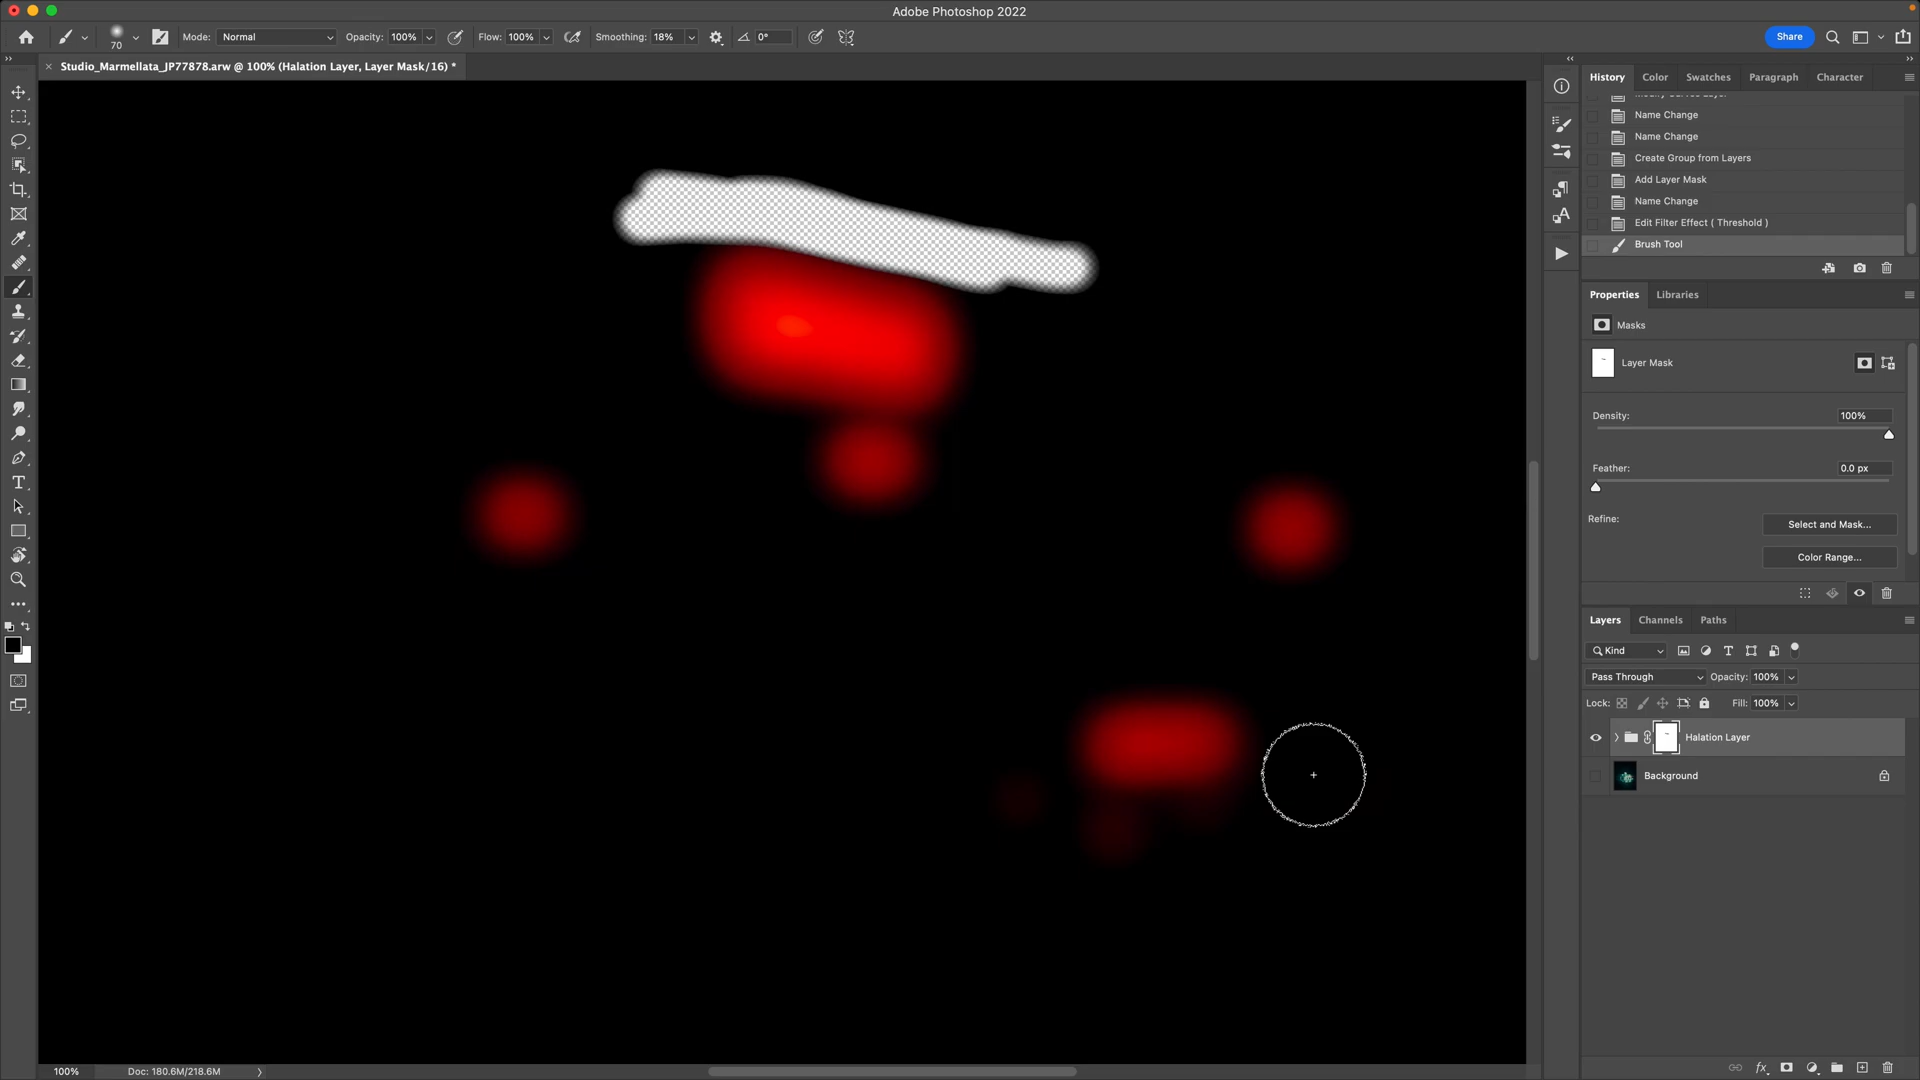 Adobe Photoshop 2022
70
Mode: Normal
Opacity: 100%
Flow: 100%
Smoothing: 18%
0°
Share
Studio_Marmellata_JP77878.arw @ 100% (Halation Layer, Layer Mask/16) *
History Color Swatches Paragraph Character
Modify Curves Layer
Name Change
Name Change
Create Group from Layers
Add Layer Mask
Name Change
Edit Filter Effect ( Threshold )
Brush Tool
Properties Libraries
Masks
Layer Mask
Density: 100%
Feather: 0.0 px
Refine: Select and Mask...
Color Range...
Layers Channels Paths
Kind
Pass Through Opacity: 100%
Lock: Fill: 100%
Halation Layer
Background
100% Doc: 180.6M/218.6M